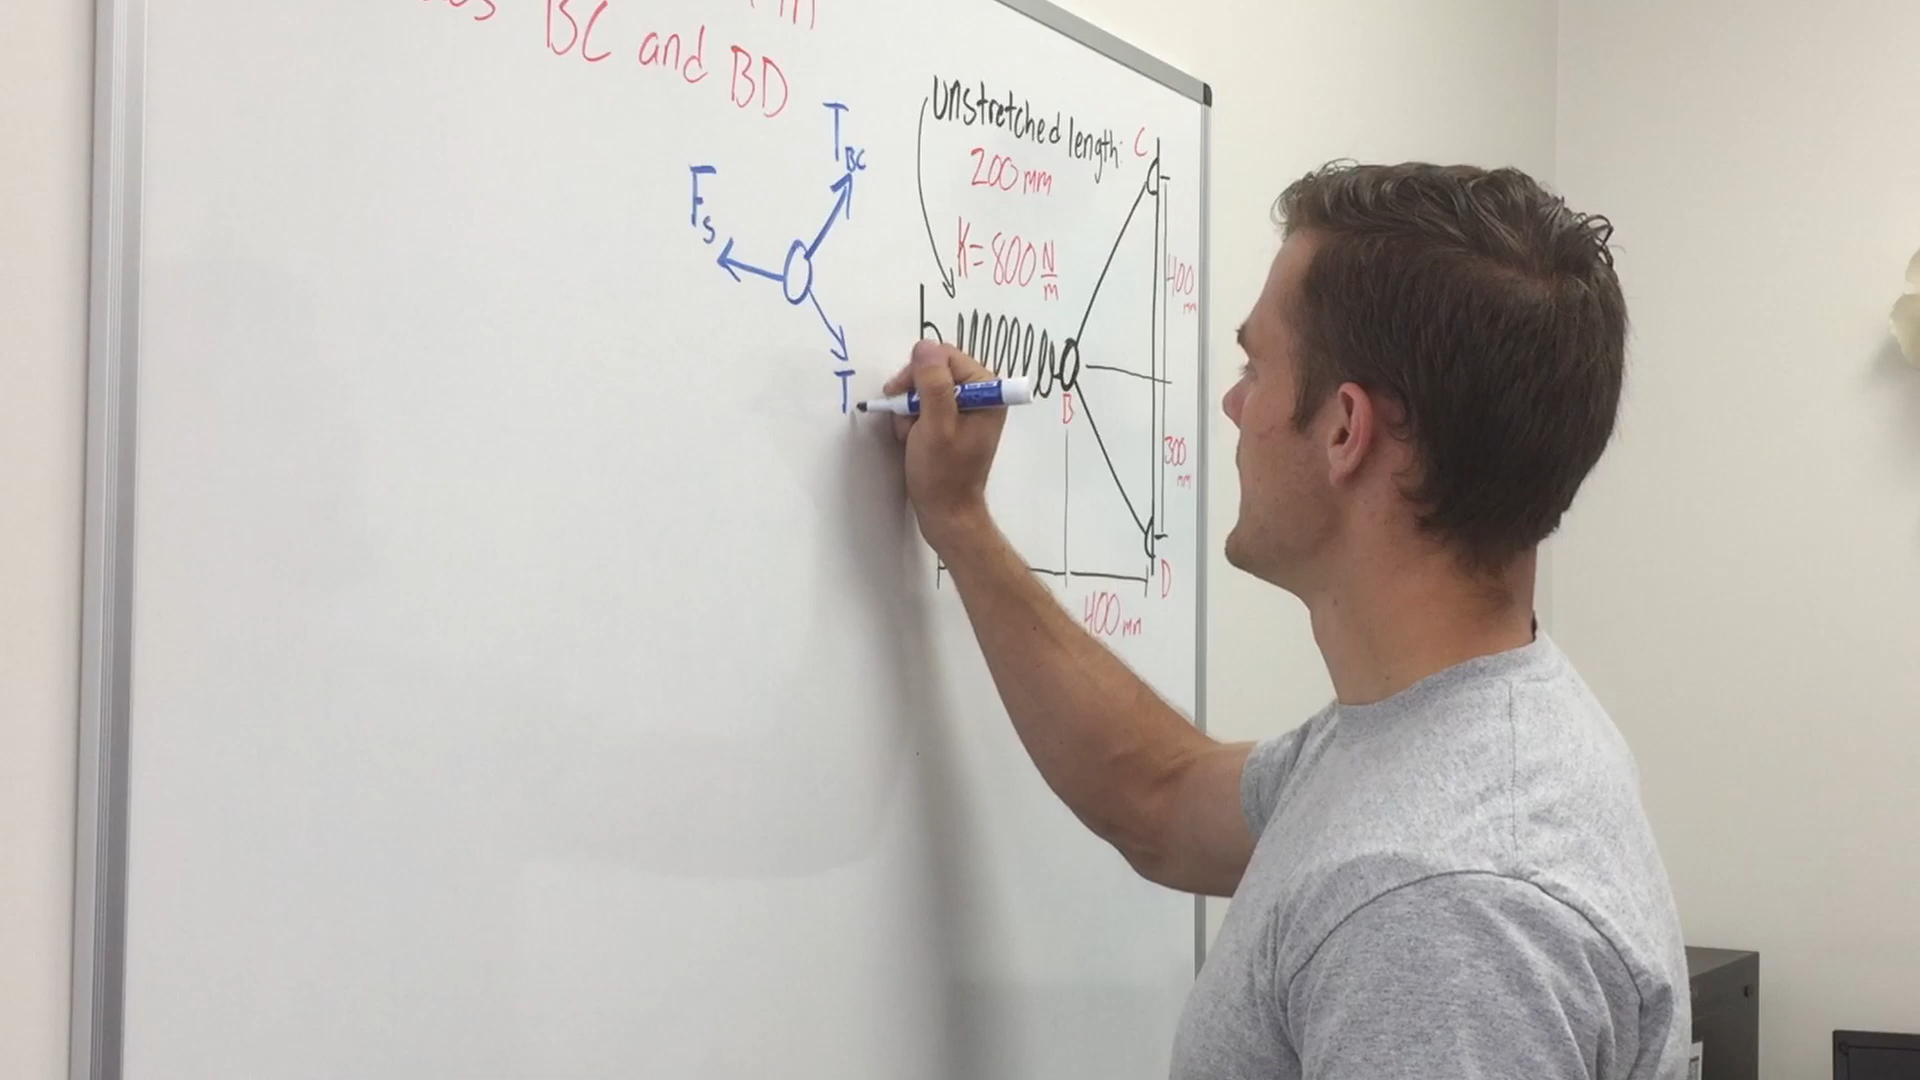 BC and BD
T BC
F S
T
unstretched length:
200 mm
K = 800 N/m
C
400 mm
B
300 mm
D
400 mm